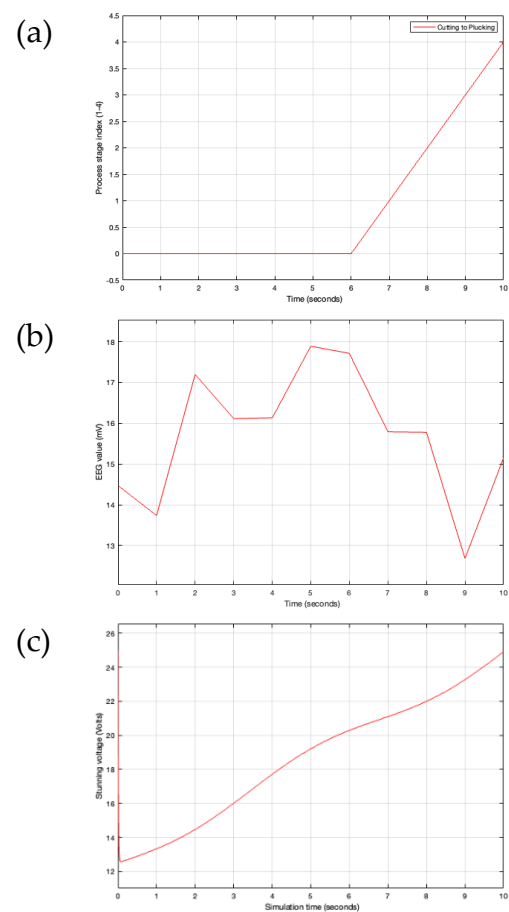 (a)
4.5
4
3.5
3
2.5
2
1.5
1
0.5
0
-0.5
Process stage index (1-4)
Cutting to Plucking
0 1 2 3 4 5 6 7 8 9 10
Time (seconds)
(b)
18
17
16
15
14
13
EEG value (mV)
0 1 2 3 4 5 6 7 8 9 10
Time (seconds)
(c)
26
24
22
20
18
16
14
12
Stunning voltage (Volts)
0 1 2 3 4 5 6 7 8 9 10
Simulation time (seconds)